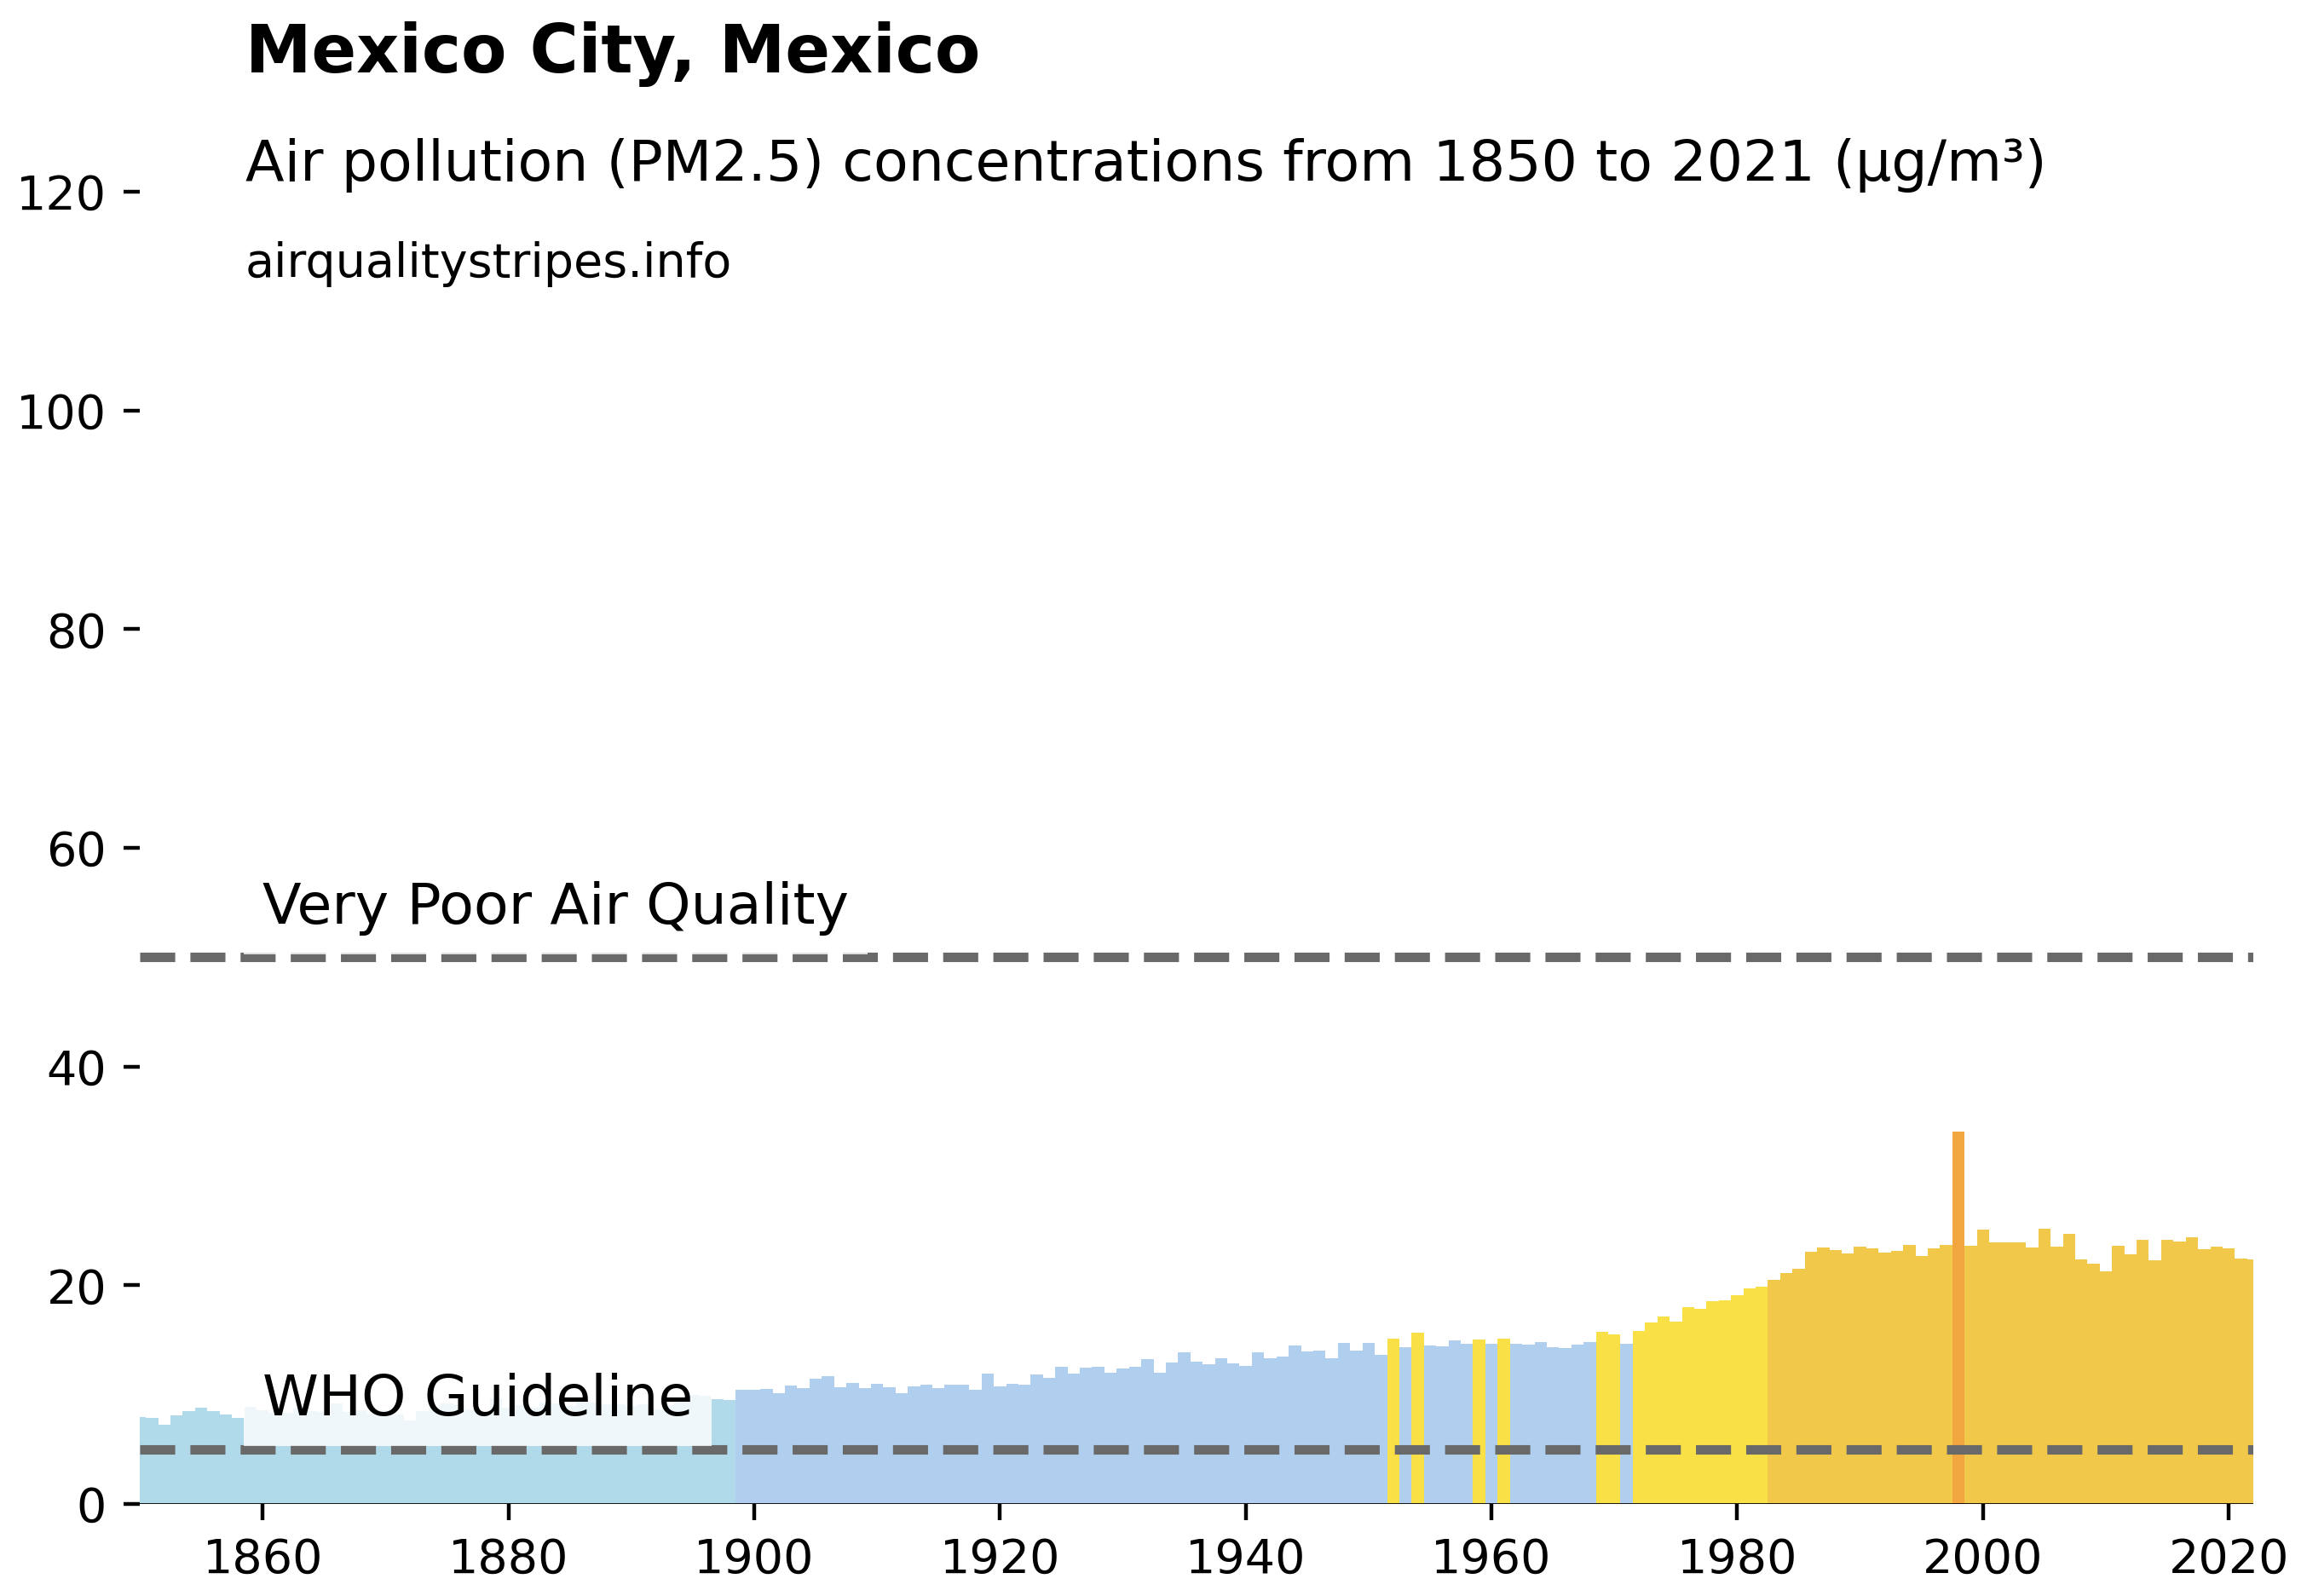 Mexico City, Mexico
Air pollution (PM2.5) concentrations from 1850 to 2021 (µg/m³)
airqualitystripes.info
120
100
80
60
Very Poor Air Quality
40
20
WHO Guideline
0
1860 1880 1900 1920 1940 1960 1980 2000 2020